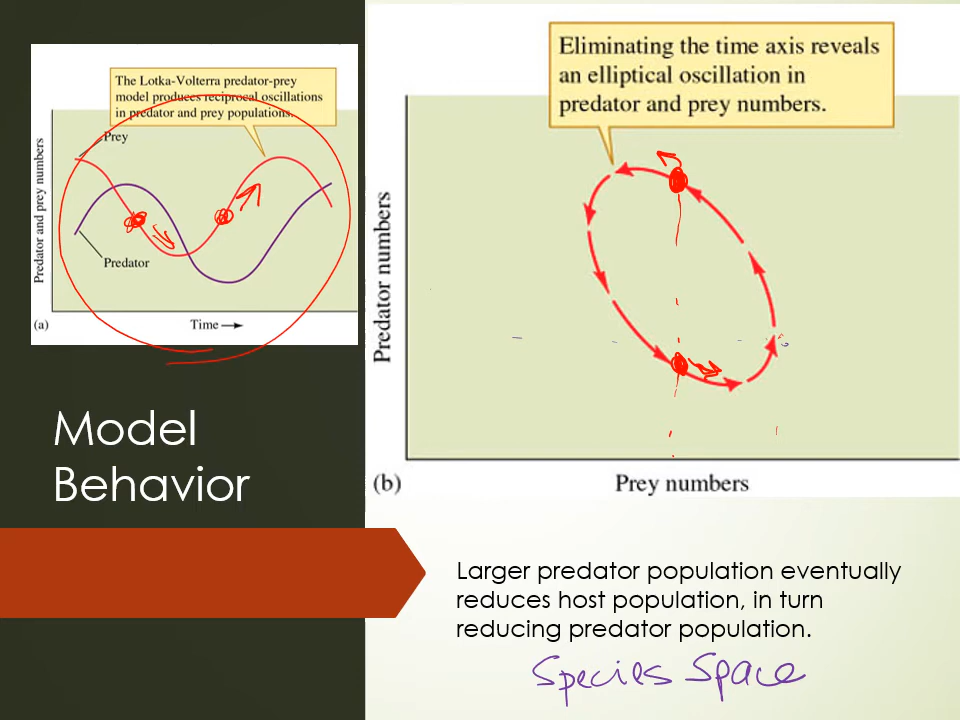 The Lotka-Volterra predator-prey
model produces reciprocal oscillations
in predator and prey populations.
Prey
Predator
Predator and prey numbers
(a)
Time
Eliminating the time axis reveals
an elliptical oscillation in
predator and prey numbers.
Predator numbers
(b)
Prey numbers
Model
Behavior
Larger predator population eventually
reduces host population, in turn
reducing predator population.
Species Space